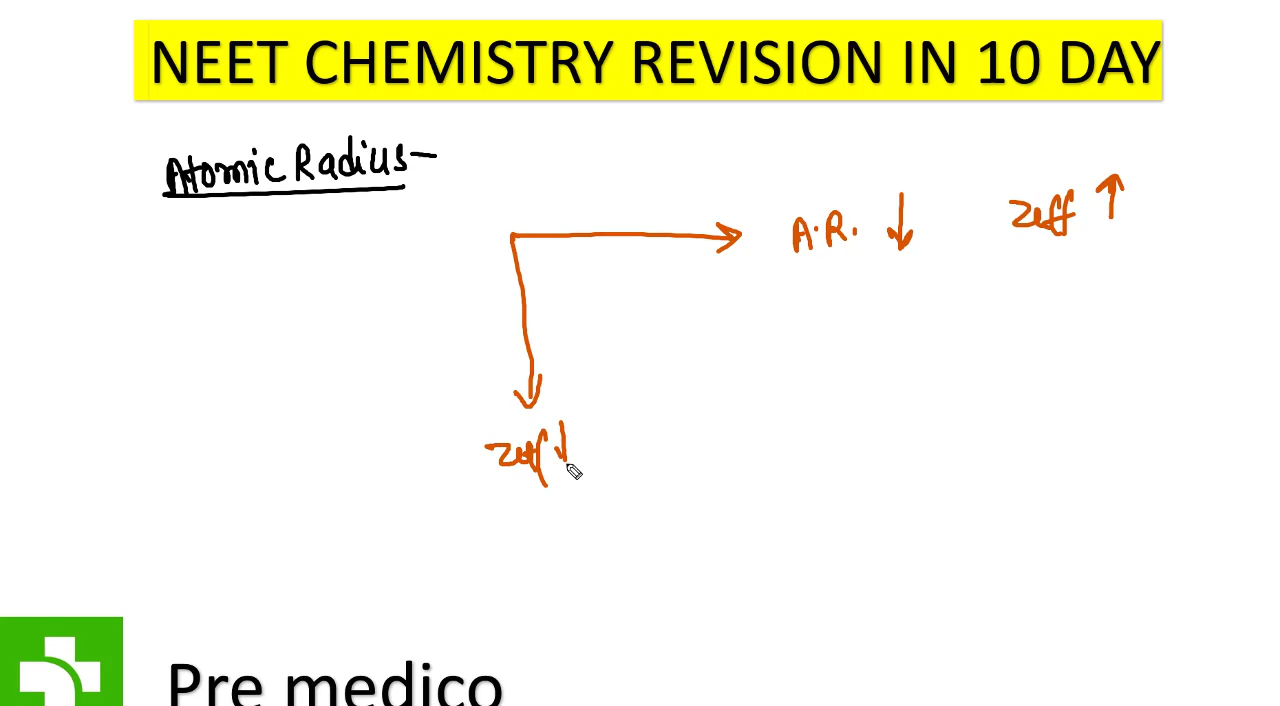 NEET CHEMISTRY REVISION IN 10 DAY
Atomic Radius-
A.R. ↓ Zeff ↑
Zeff ↓
Pre medico